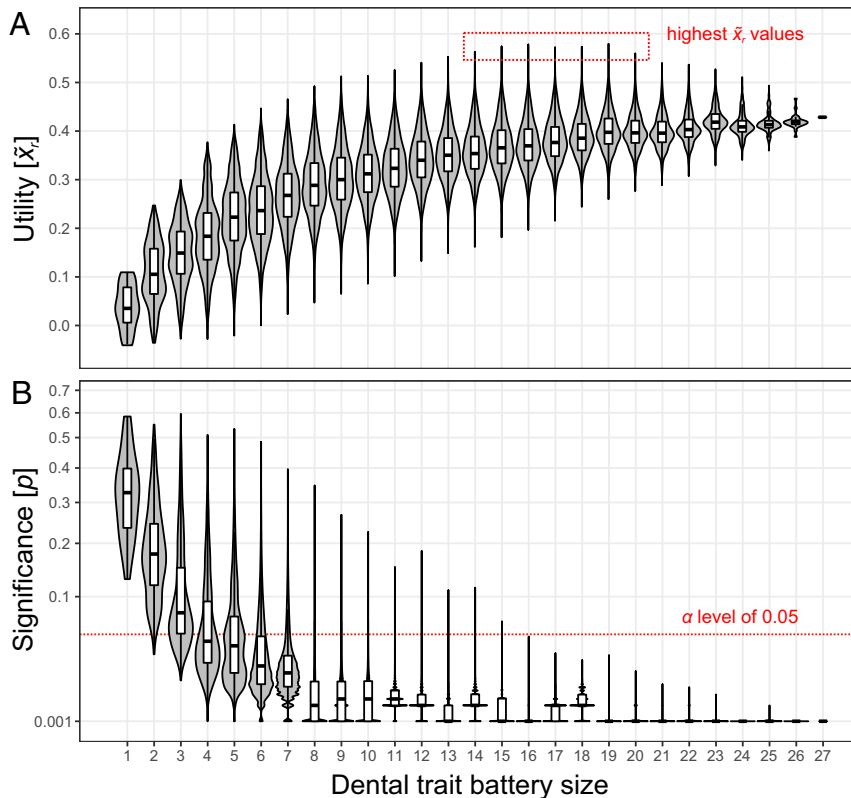 A
highest x̃r values
Utility [x̃r]
0.6
0.5
0.4
0.3
0.2
0.1
0.0
B
Significance [p]
0.7
0.6
0.5
0.4
0.3
0.2
0.1
0.001
α level of 0.05
1 2 3 4 5 6 7 8 9 10 11 12 13 14 15 16 17 18 19 20 21 22 23 24 25 26 27
Dental trait battery size